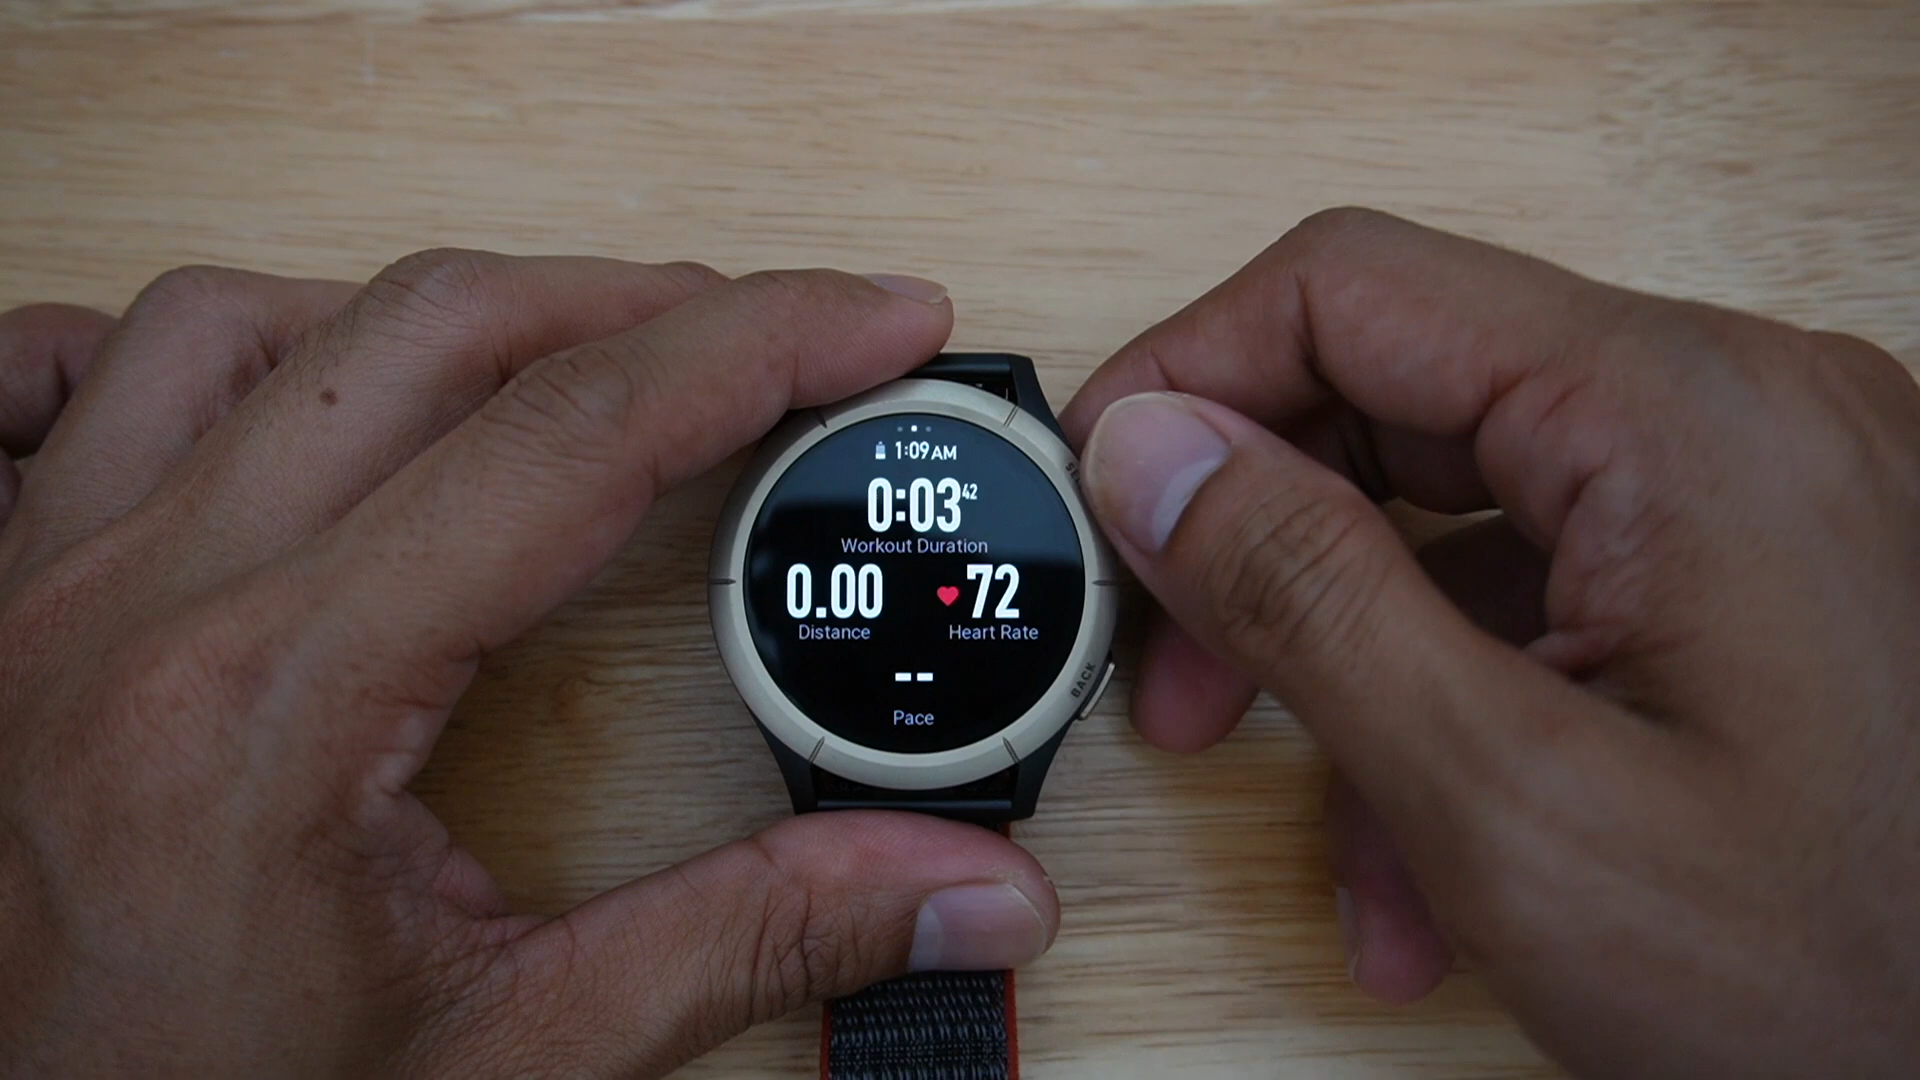 1:09 AM
0:03 42
Workout Duration
0.00 72
Distance Heart Rate
--
Pace
BACK